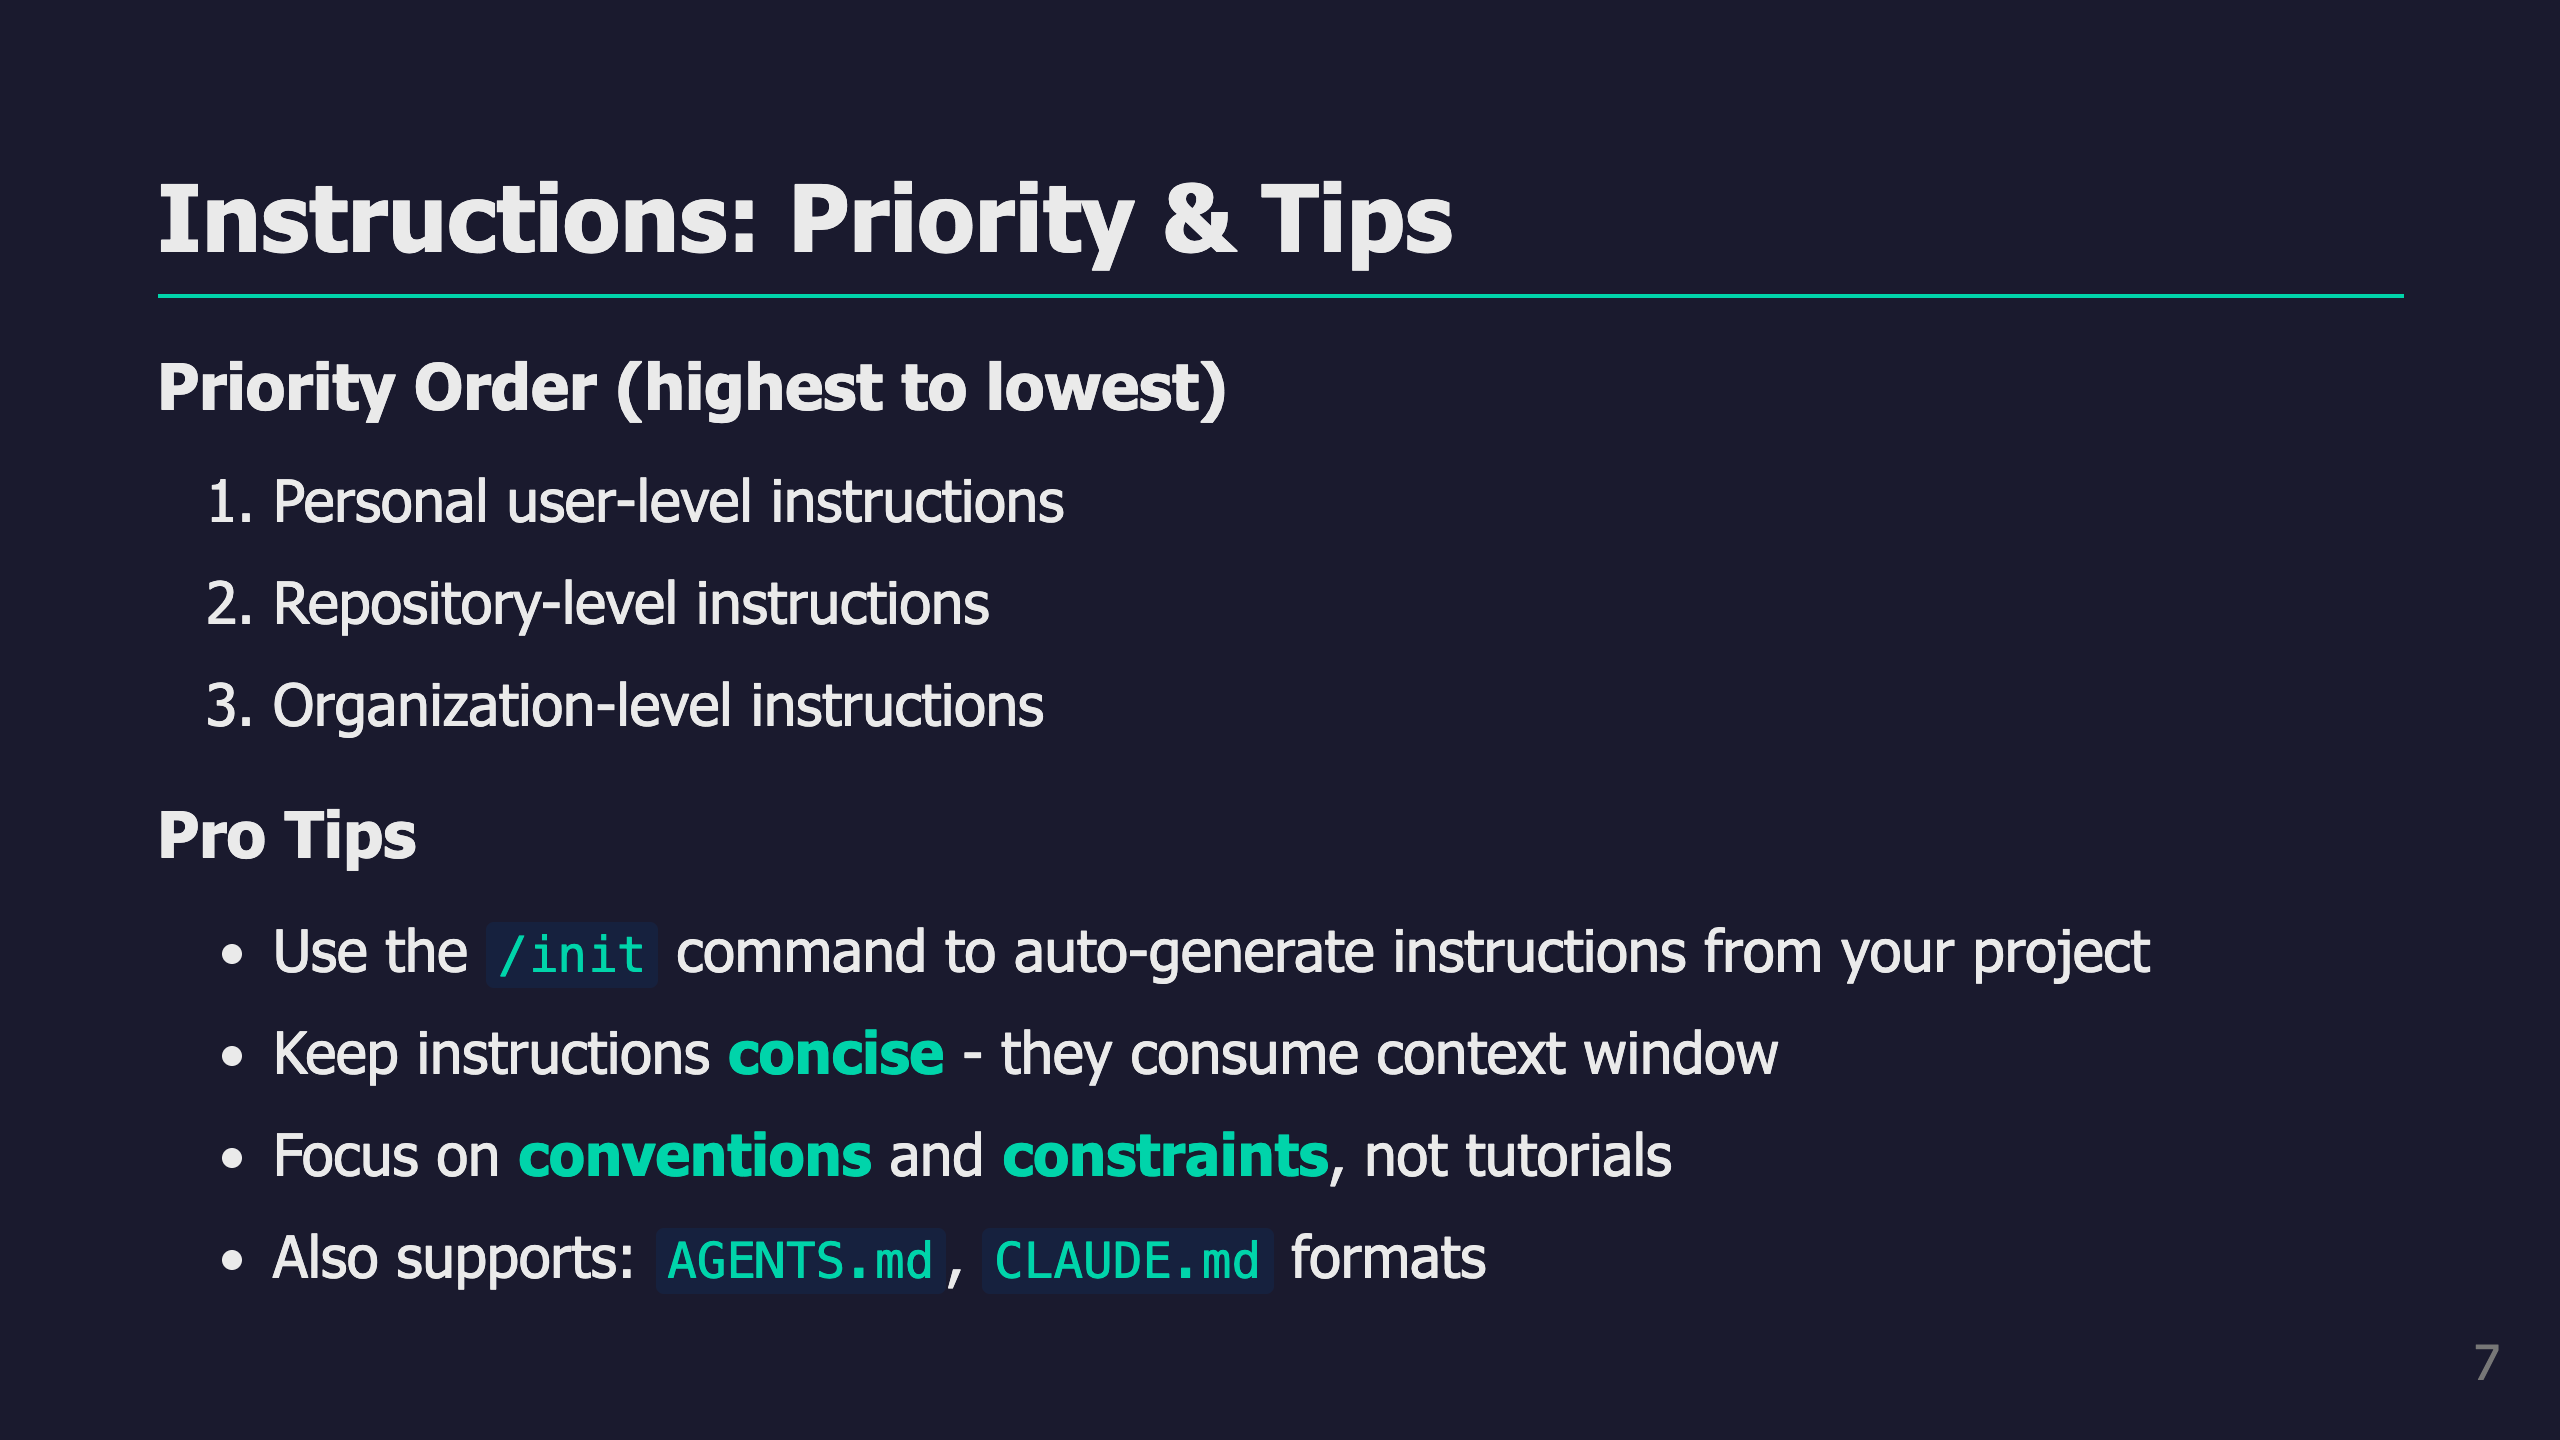 Instructions: Priority & Tips
Priority Order (highest to lowest)
1. Personal user-level instructions
2. Repository-level instructions
3. Organization-level instructions
Pro Tips
• Use the /init command to auto-generate instructions from your project
• Keep instructions concise - they consume context window
• Focus on conventions and constraints, not tutorials
• Also supports: AGENTS.md, CLAUDE.md formats
7